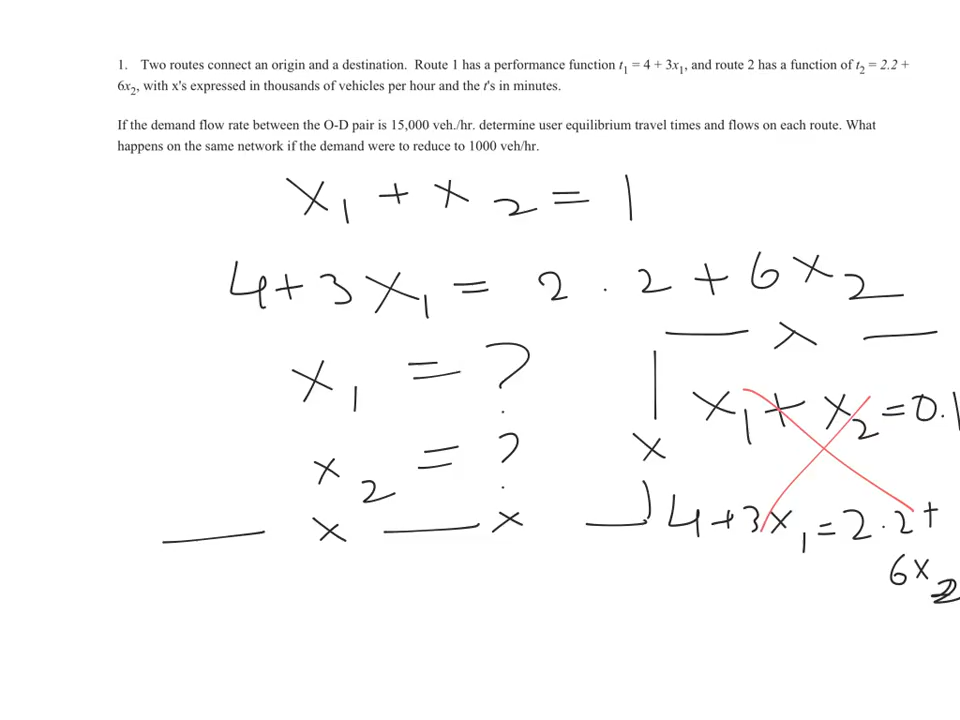 1. Two routes connect an origin and a destination. Route 1 has a performance function t₁ = 4 + 3x₁, and route 2 has a function of t₂ = 2.2 +
6x₂, with x's expressed in thousands of vehicles per hour and the t's in minutes.
If the demand flow rate between the O-D pair is 15,000 veh./hr. determine user equilibrium travel times and flows on each route. What
happens on the same network if the demand were to reduce to 1000 veh/hr.
x₁ + x₂ = 1
4 + 3x₁ = 2.2 + 6x₂
x₁ = ?
x₂ = ?
x₁ + x₂ = 0.1
4 + 3x₁ = 2.2 +
6x₂